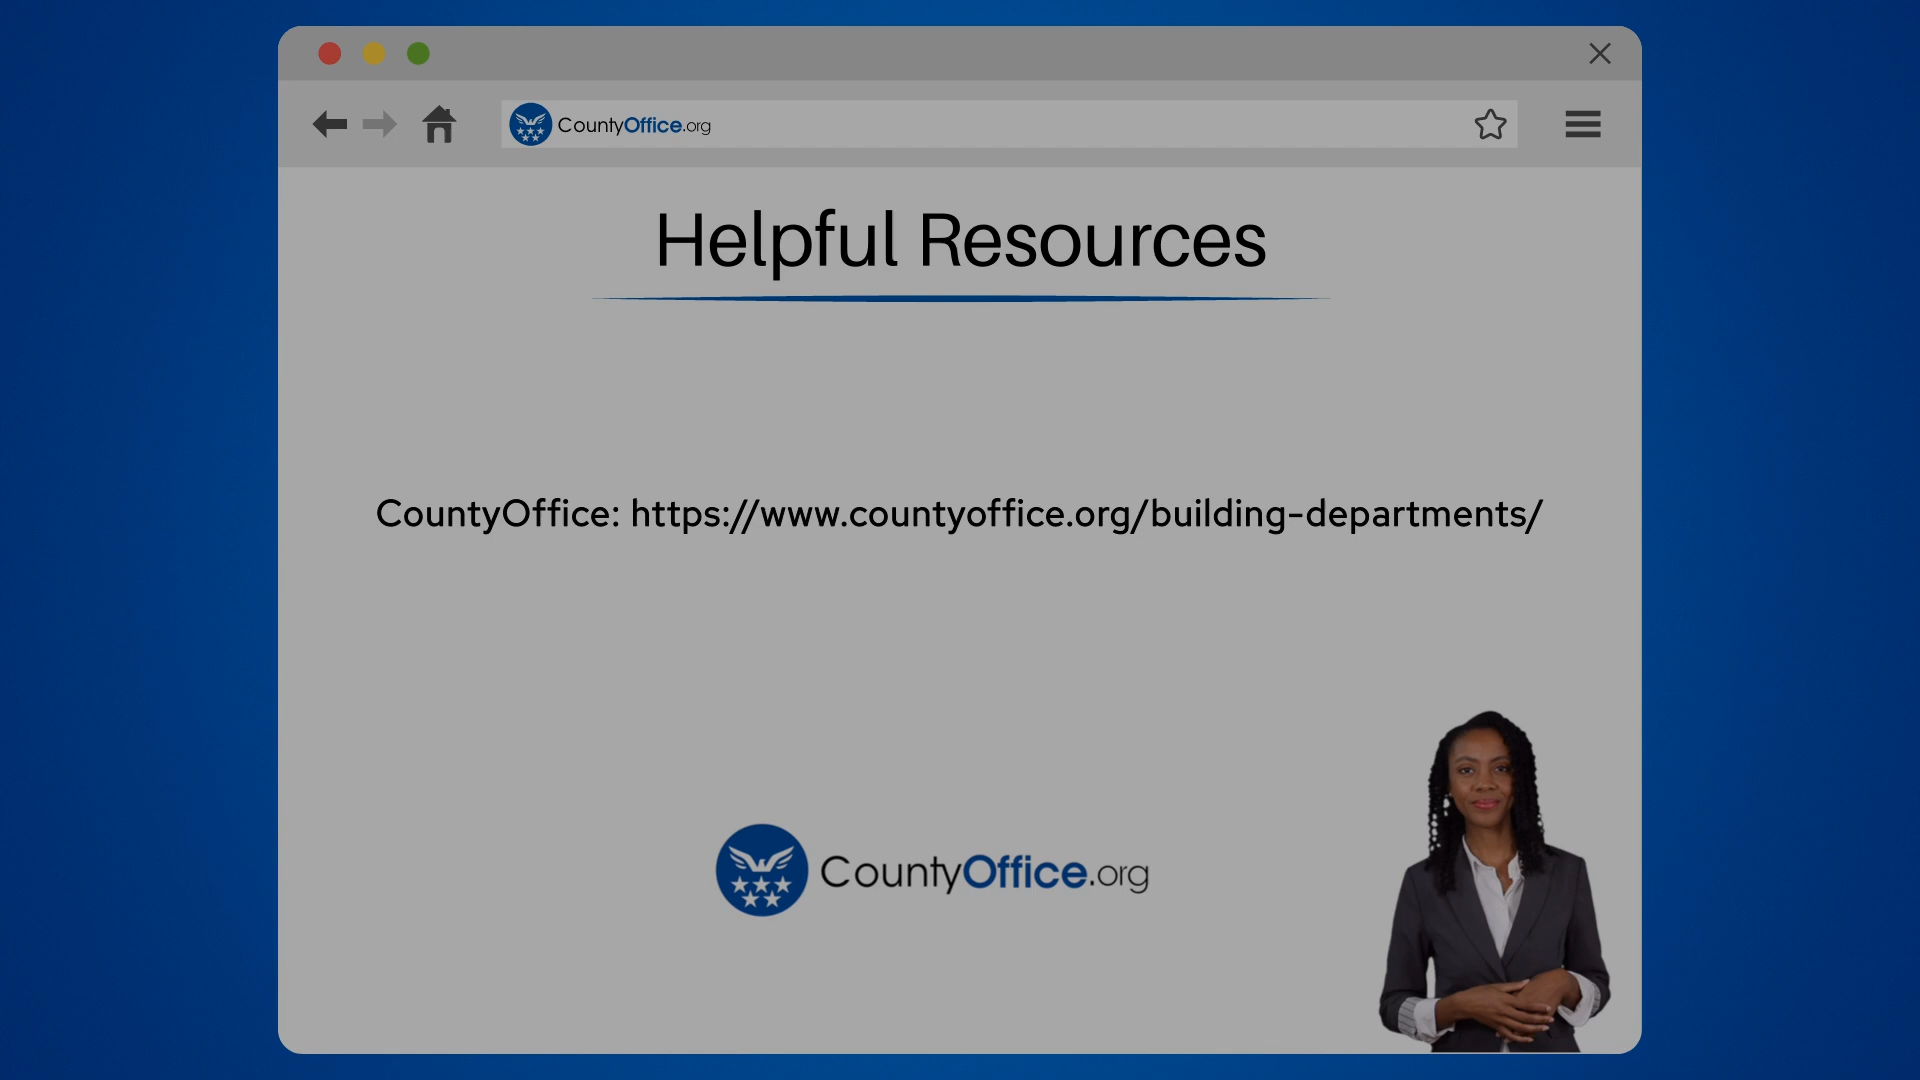 CountyOffice.org
Helpful Resources
CountyOffice: https://www.countyoffice.org/building-departments/
CountyOffice.org